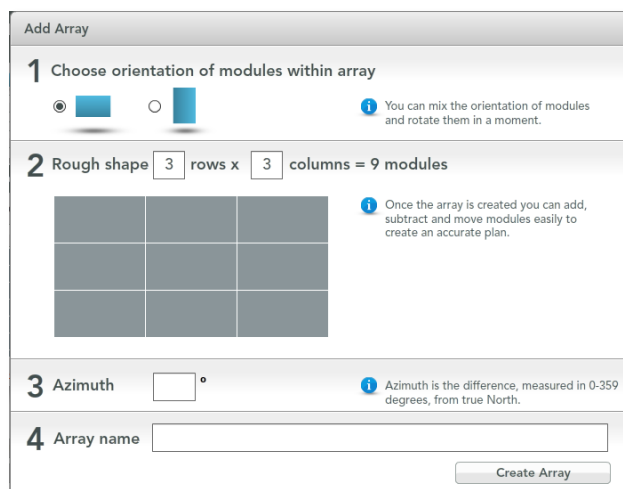 Add Array
1 Choose orientation of modules within array
You can mix the orientation of modules
and rotate them in a moment.
2 Rough shape 3 rows x 3 columns = 9 modules
Once the array is created you can add,
subtract and move modules easily to
create an accurate plan.
3 Azimuth °
Azimuth is the difference, measured in 0-359
degrees, from true North.
4 Array name
Create Array